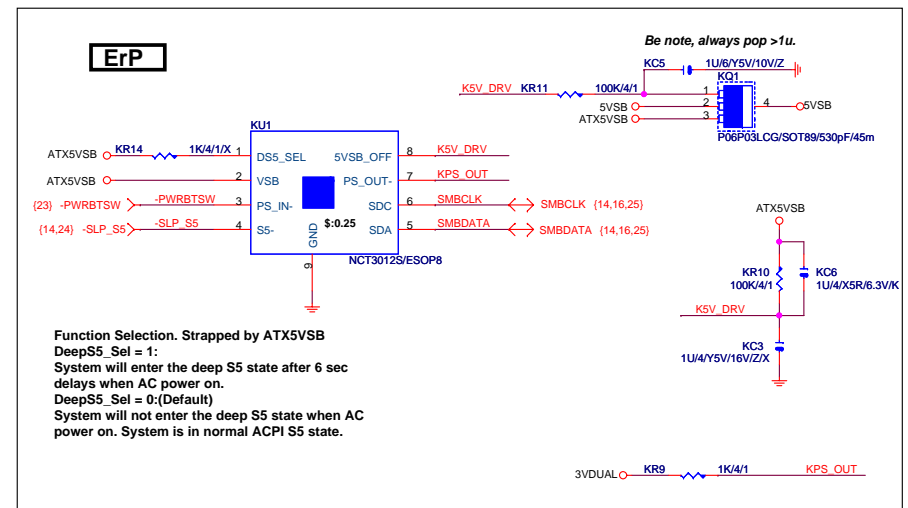 ErP
Be note, always pop >1u.
KC5 1U/6/Y5V/10V/Z
KQ1
K5V_DRV KR11 100K/4/1 1
5VSB 2 4 5VSB
ATX5VSB 3
P06P03LCG/SOT89/530pF/45m
KU1
ATX5VSB KR14 1K/4/1/X 1 DS5_SEL 5VSB_OFF 8 K5V_DRV
ATX5VSB 2 VSB PS_OUT- 7 KPS_OUT
{23} -PWRBTSW -PWRBTSW 3 PS_IN- SDC 6 SMBCLK SMBCLK {14,16,25}
{14,24} -SLP_S5 -SLP_S5 4 S5- GND $:0.25 SDA 5 SMBDATA SMBDATA {14,16,25}
9 NCT3012S/ESOP8
ATX5VSB
KR10 100K/4/1
KC6 1U/4/X5R/6.3V/K
K5V_DRV
KC3
1U/4/Y5V/16V/Z/X
Function Selection. Strapped by ATX5VSB
DeepS5_Sel = 1:
System will enter the deep S5 state after 6 sec
delays when AC power on.
DeepS5_Sel = 0:(Default)
System will not enter the deep S5 state when AC
power on. System is in normal ACPI S5 state.
3VDUAL KR9 1K/4/1 KPS_OUT